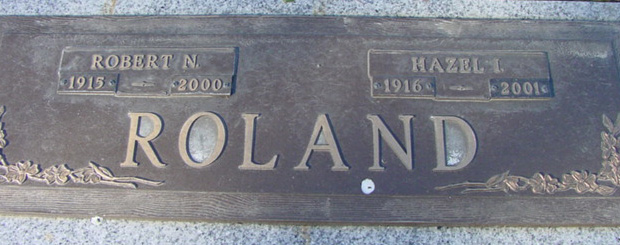 ROBERT N.
1915 – 2000
HAZEL I.
1916 – 2001
ROLAND